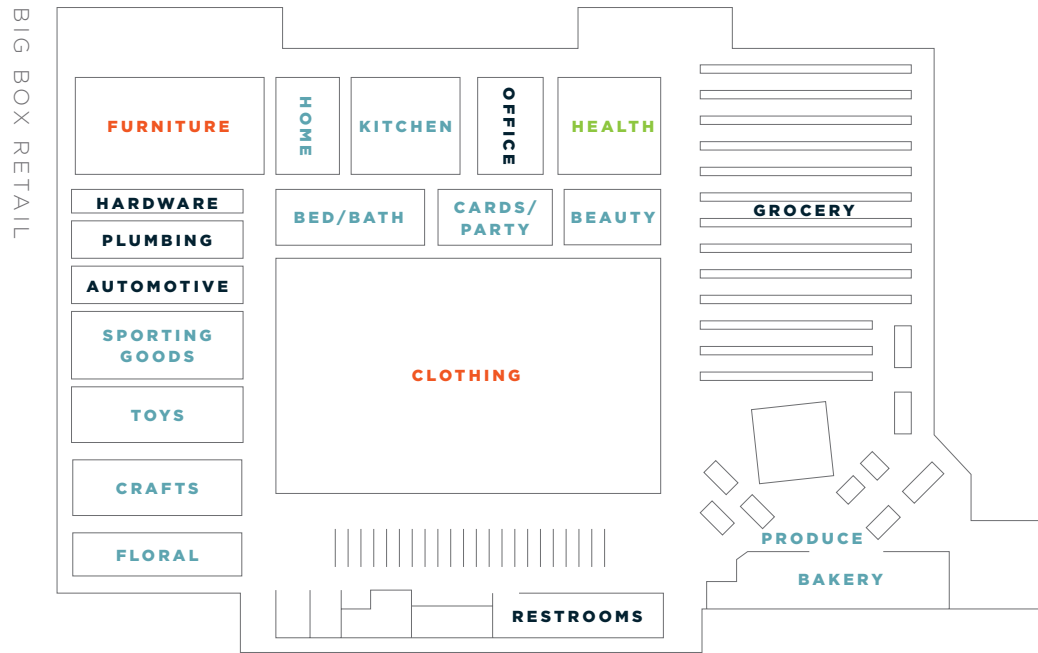 BIG BOX RETAIL
FURNITURE
HOME
KITCHEN
OFFICE
HEALTH
HARDWARE
PLUMBING
AUTOMOTIVE
SPORTING
GOODS
TOYS
CRAFTS
FLORAL
BED/BATH
CARDS/
PARTY
BEAUTY
CLOTHING
GROCERY
PRODUCE
BAKERY
RESTROOMS